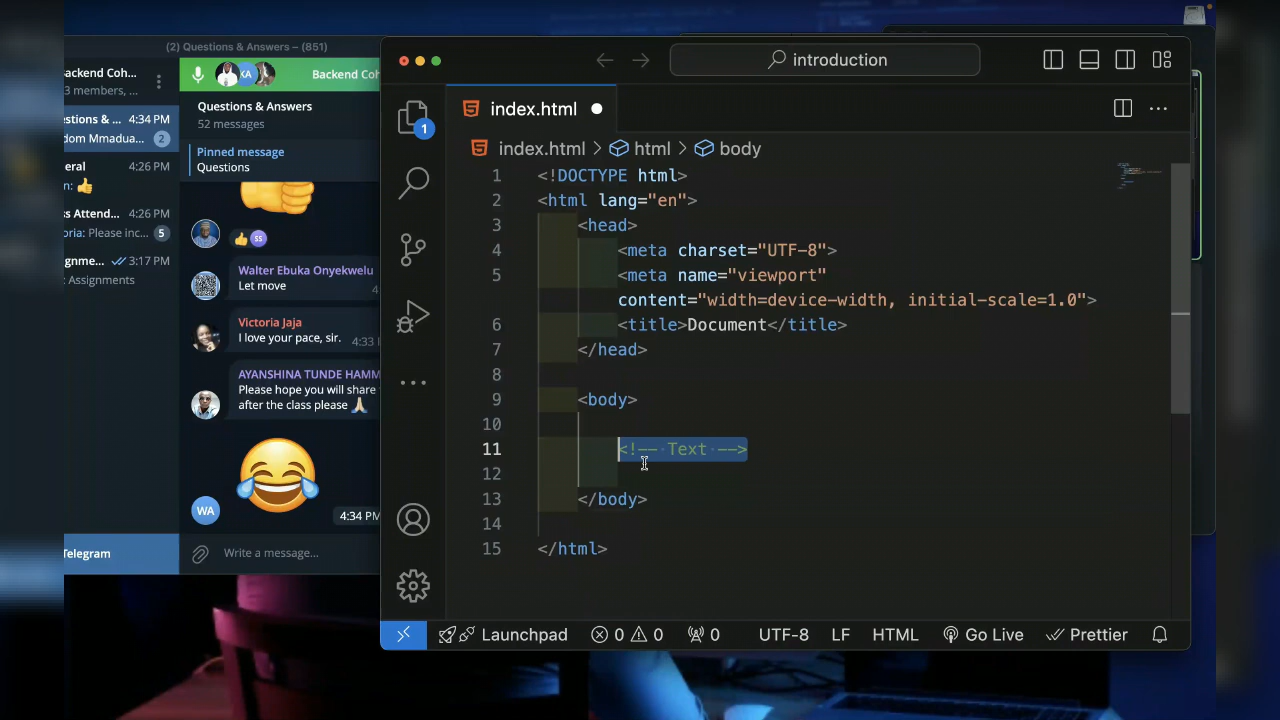 (2) Questions & Answers – (851)
Backend Coh...
3 members, ...
estions & ... 4:34 PM
dom Mmadua... 2
eral 4:26 PM
n: 👍
ss Attend... 4:26 PM
oria: Please inc... 5
gnme... 3:17 PM
: Assignments
Telegram
KA
Backend Coh
Questions & Answers
52 messages
Pinned message
Questions
👍 SS
Walter Ebuka Onyekwelu
Let move
4
Victoria Jaja
I love your pace, sir.
4:33
AYANSHINA TUNDE HAMM
Please hope you will share
after the class please 🙏
4
😂
WA
4:34 PM
Write a message...
introduction
1
index.html
index.html > html > body
1 <!DOCTYPE html>
2 <html lang="en">
3 <head>
4 <meta charset="UTF-8">
5 <meta name="viewport"
content="width=device-width, initial-scale=1.0">
6 <title>Document</title>
7 </head>
8
9 <body>
10
11 <!-- Text -->
12
13 </body>
14
15 </html>
Launchpad 0 0 0 UTF-8 LF HTML Go Live Prettier